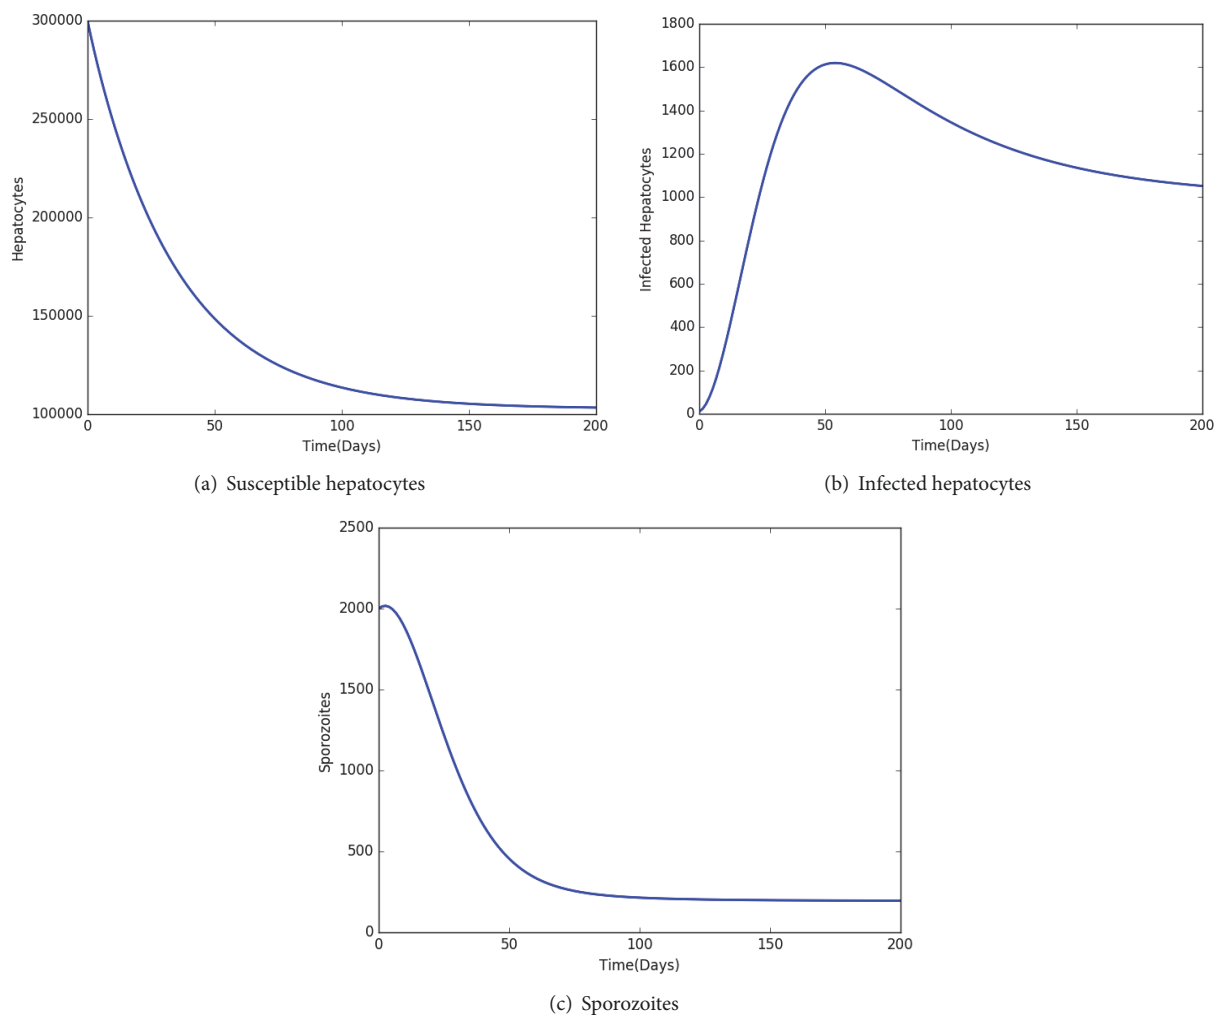 300000
250000
200000
150000
100000
Hepatocytes
0 50 100 150 200
Time(Days)
(a) Susceptible hepatocytes
1800
1600
1400
1200
1000
800
600
400
200
0
Infected Hepatocytes
0 50 100 150 200
Time(Days)
(b) Infected hepatocytes
2500
2000
1500
1000
500
0
Sporozoites
0 50 100 150 200
Time(Days)
(c) Sporozoites